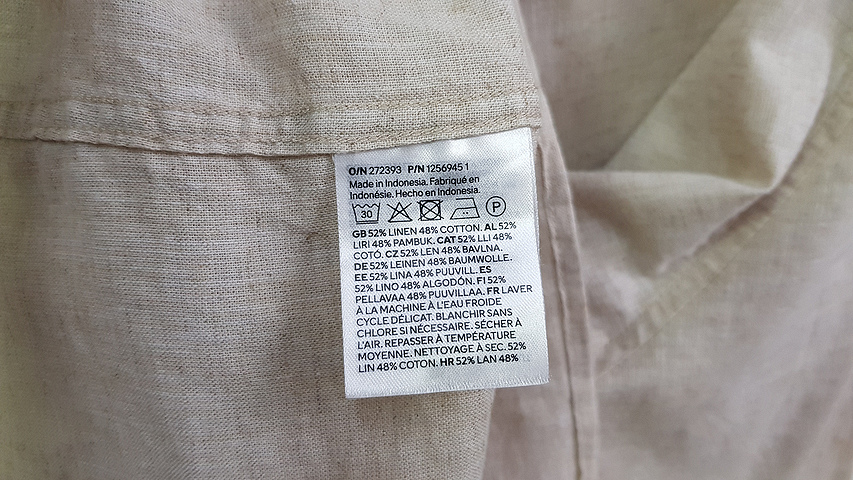 O/N 272393 P/N 1256945 1
Made in Indonesia. Fabriqué en
Indonésie. Hecho en Indonesia.
30 P
GB 52% LINEN 48% COTTON. AL 52%
LIRI 48% PAMBUK. CAT 52% LLI 48%
COTÓ. CZ 52% LEN 48% BAVLNA.
DE 52% LEINEN 48% BAUMWOLLE.
EE 52% LINA 48% PUUVILL. ES
52% LINO 48% ALGODÓN. FI 52%
PELLAVAA 48% PUUVILLAA. FR LAVER
À LA MACHINE À L'EAU FROIDE
CYCLE DÉLICAT. BLANCHIR SANS
CHLORE SI NÉCESSAIRE. SÉCHER À
L'AIR. REPASSER À TEMPÉRATURE
MOYENNE. NETTOYAGE À SEC. 52%
LIN 48% COTON. HR 52% LAN 48%